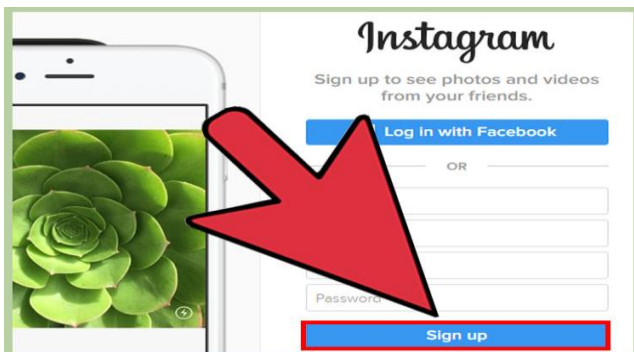 Instagram
Sign up to see photos and videos
from your friends.
Log in with Facebook
OR
Password
Sign up